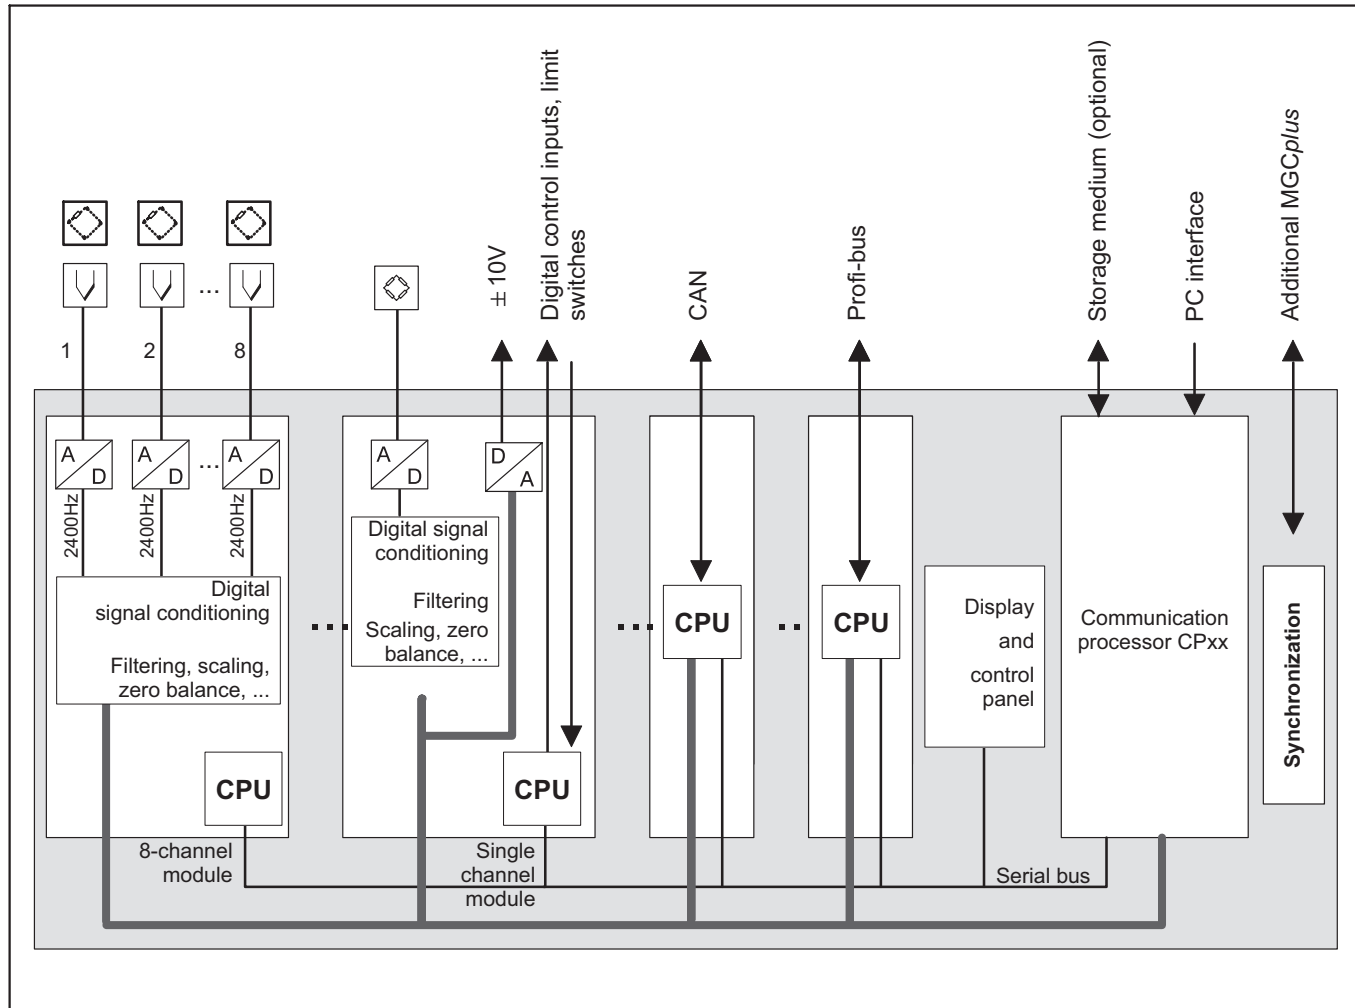 Digital control inputs, limit
switches
± 10V
CAN
Profi-bus
Storage medium (optional)
PC interface
Additional MGCplus
1
2
...
8
A
D
A
D
...
A
D
2400Hz
2400Hz
2400Hz
Digital
signal conditioning
Filtering, scaling,
zero balance, ...
CPU
8-channel
module
A
D
D
A
Digital signal
conditioning
Filtering
Scaling, zero
balance, ...
CPU
Single
channel
module
CPU
CPU
Display
and
control
panel
Communication
processor CPxx
Synchronization
Serial bus